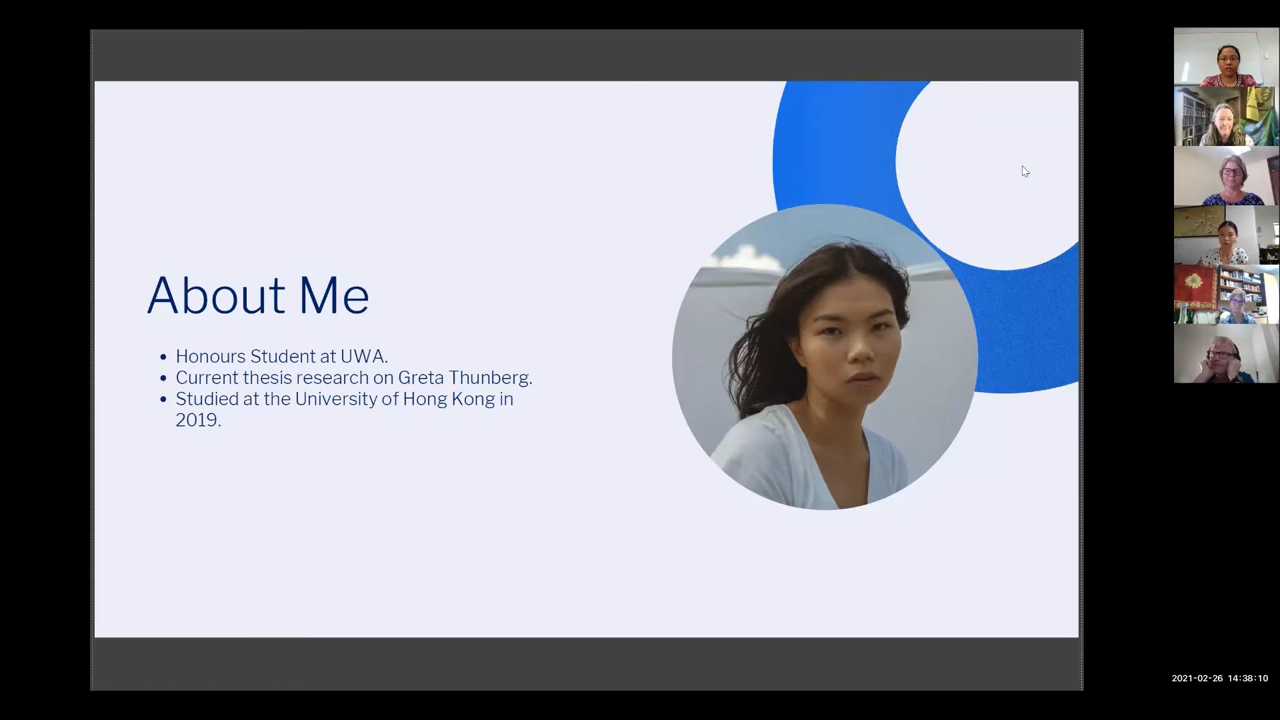 About Me
• Honours Student at UWA.
• Current thesis research on Greta Thunberg.
• Studied at the University of Hong Kong in
2019.
2021-02-26 14:38:10